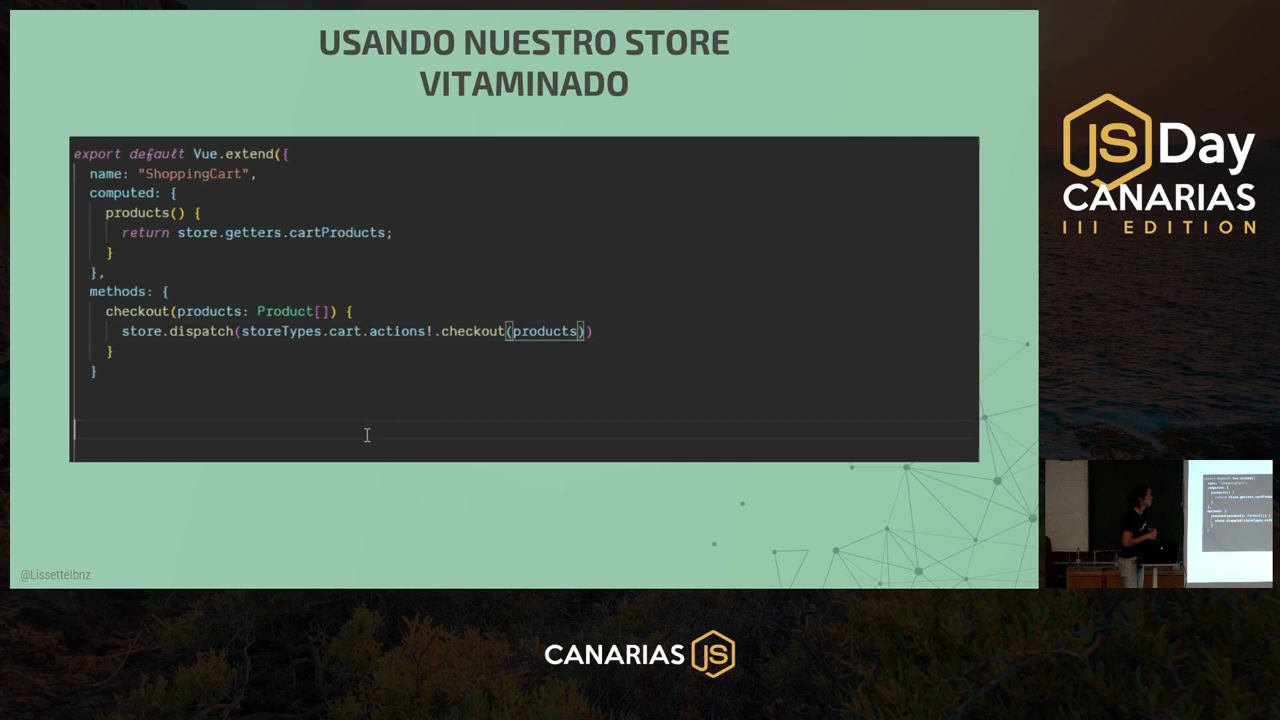 USANDO NUESTRO STORE
VITAMINADO
export default Vue.extend({
name: "ShoppingCart",
computed: {
products() {
return store.getters.cartProducts;
}
},
methods: {
checkout(products: Product[]) {
store.dispatch(storeTypes.cart.actions!.checkout(products))
}
}
@LissetteIbnz
JS Day
CANARIAS
III EDITION
CANARIAS JS